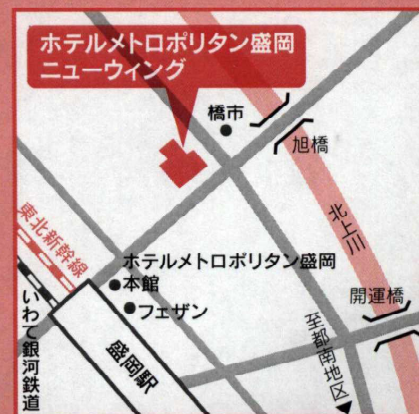 ホテルメトロポリタン盛岡
ニューウィング
橋市
旭橋
北上川
東北新幹線
ホテルメトロポリタン盛岡
本館
フェザン
開運橋
いわて銀河鉄道
盛岡駅
至都南地区